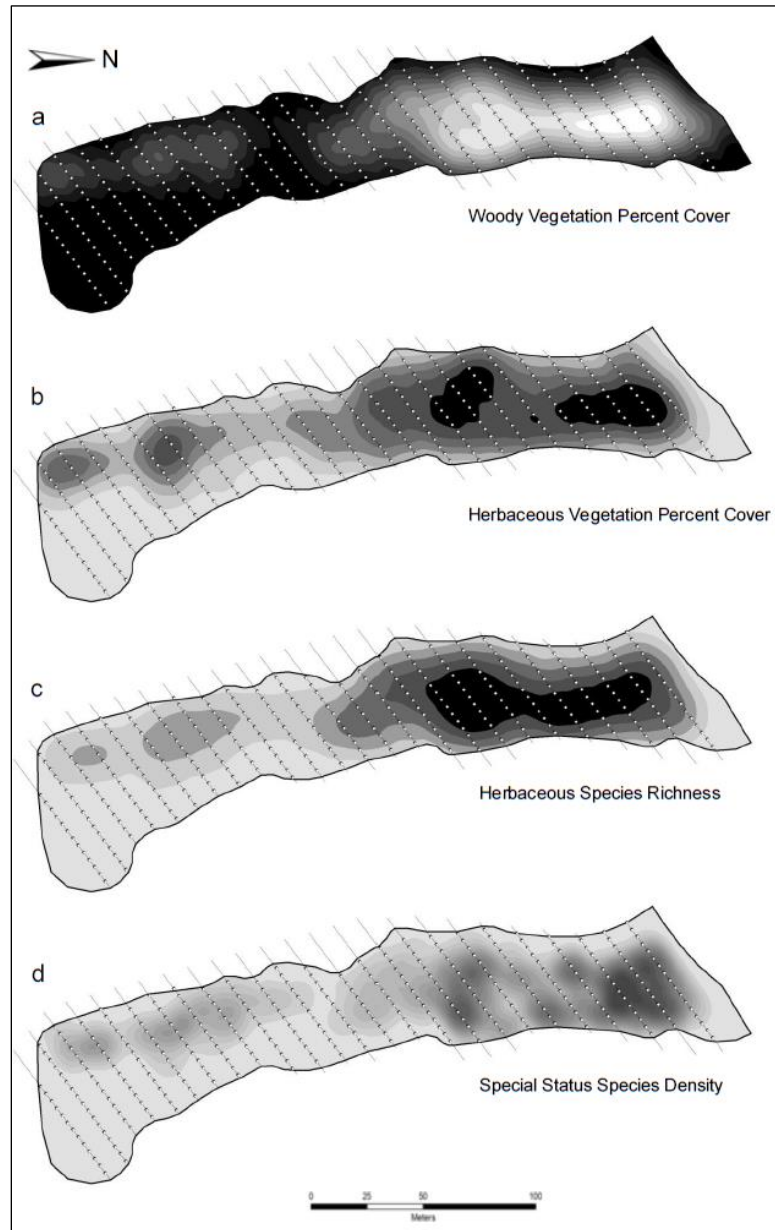 N
a
Woody Vegetation Percent Cover
b
Herbaceous Vegetation Percent Cover
c
Herbaceous Species Richness
d
Special Status Species Density
0 25 50 100
Meters